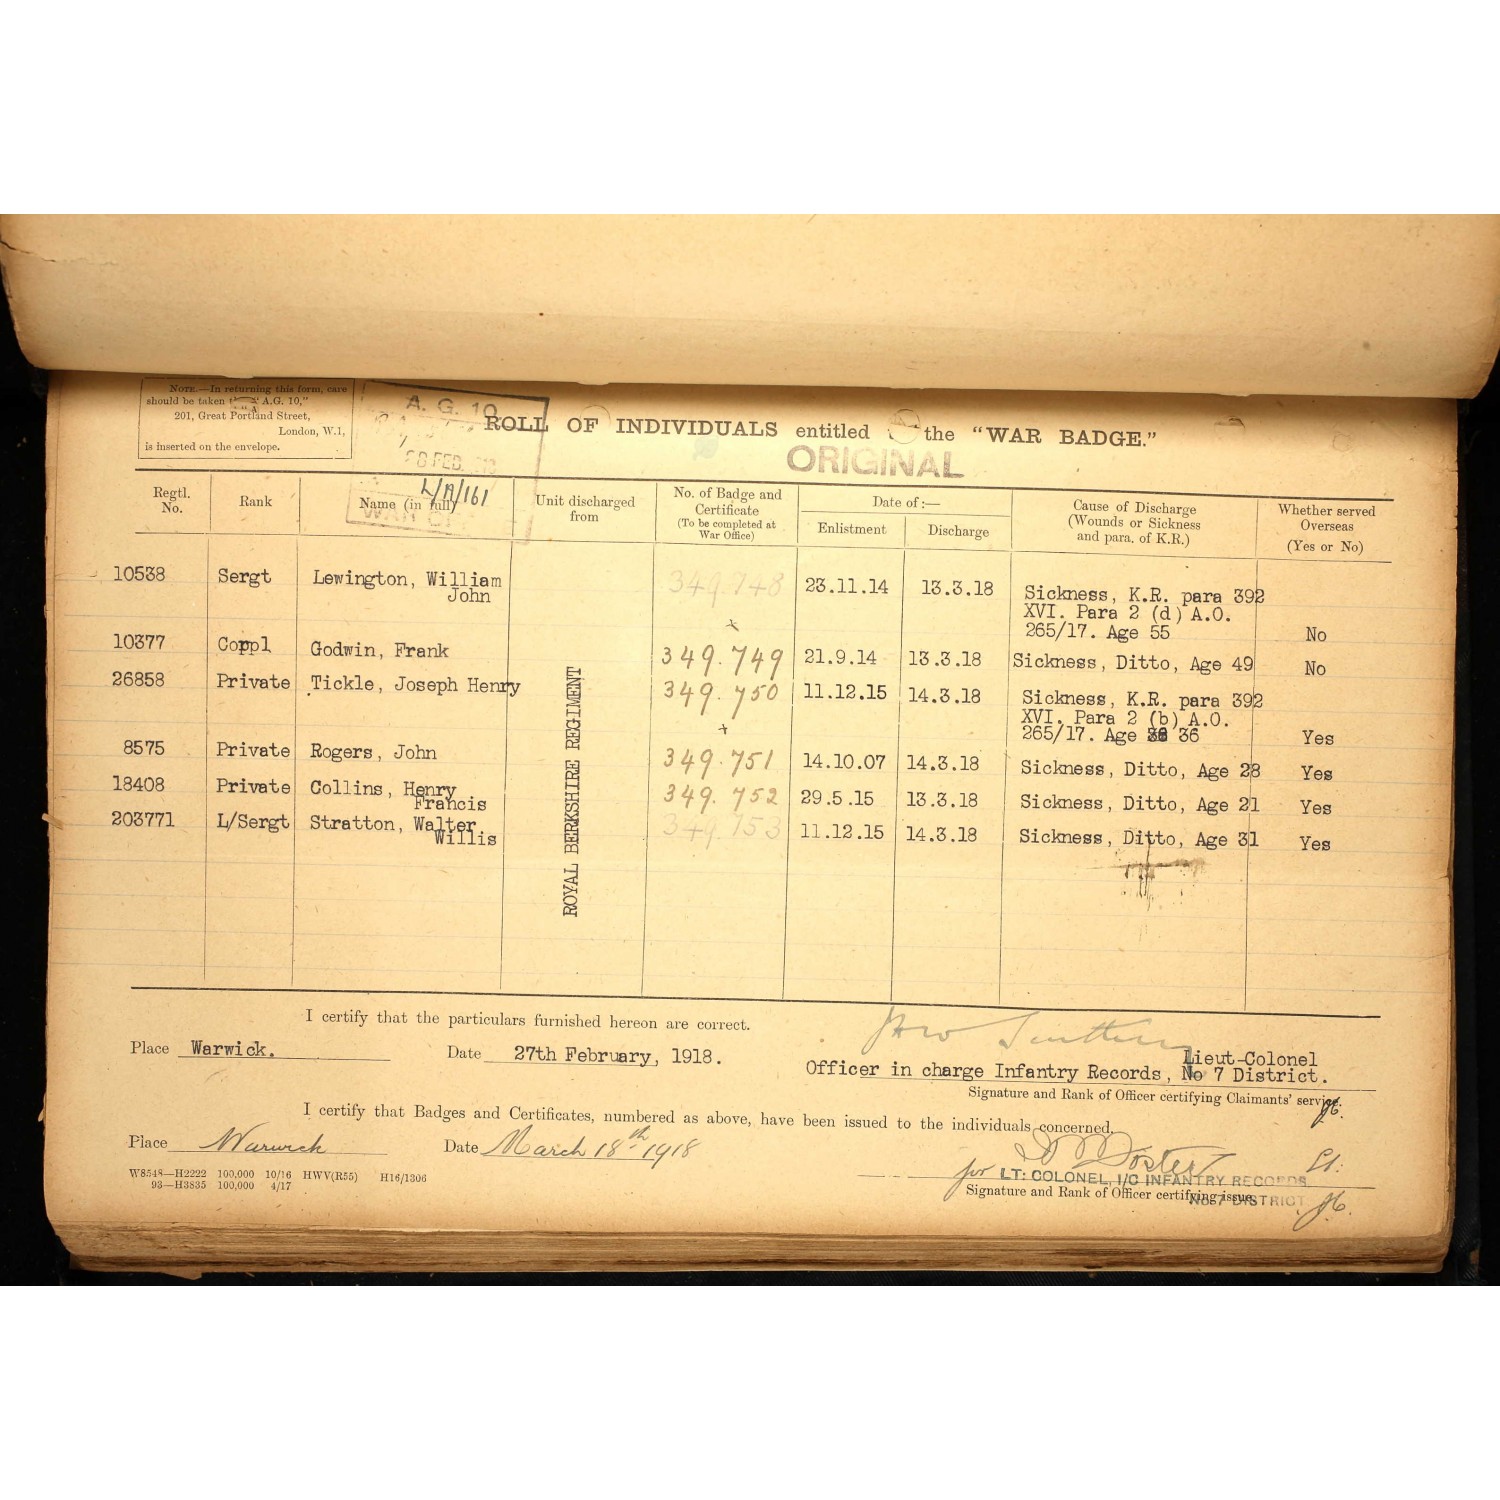 NOTE.—In returning this form, care
should be taken "A.G. 10,"
201, Great Portland Street,
London, W.1,
is inserted on the envelope.
A. G. 10
26 FEB.
L/A/161
ROLL OF INDIVIDUALS entitled the "WAR BADGE."
ORIGINAL
Regtl. No. Rank Name (in full) Unit discharged from No. of Badge and Certificate (To be completed at War Office) Date of:— Enlistment Discharge Cause of Discharge (Wounds or Sickness and para. of K.R.) Whether served Overseas (Yes or No)
10538 Sergt Lewington, William John 349.748 23.11.14 13.3.18 Sickness, K.R. para 392
XVI. Para 2 (d) A.O.
265/17. Age 55 No
10377 Corpl Godwin, Frank 349.749 21.9.14 13.3.18 Sickness, Ditto, Age 49 No
26858 Private Tickle, Joseph Henry 349.750 11.12.15 14.3.18 Sickness, K.R. para 392
XVI. Para 2 (b) A.O.
265/17. Age 36 Yes
8575 Private Rogers, John 349.751 14.10.07 14.3.18 Sickness, Ditto, Age 28 Yes
18408 Private Collins, Henry Francis 349.752 29.5.15 13.3.18 Sickness, Ditto, Age 21 Yes
203771 L/Sergt Stratton, Walter Willis 349.753 11.12.15 14.3.18 Sickness, Ditto, Age 31 Yes
ROYAL BERKSHIRE REGIMENT
I certify that the particulars furnished hereon are correct.
Place Warwick. Date 27th February, 1918.
Lieut-Colonel
Officer in charge Infantry Records, No 7 District.
Signature and Rank of Officer certifying Claimants' service.
I certify that Badges and Certificates, numbered as above, have been issued to the individuals concerned.
Place Warwick Date March 18th 1918
Lt:
for LT: COLONEL, I/C INFANTRY RECORDS
Signature and Rank of Officer certifying issue.
No 7 DISTRICT
W8548—H2222 100,000 10/16 HWV(R55) H16/1306
93—H3835 100,000 4/17